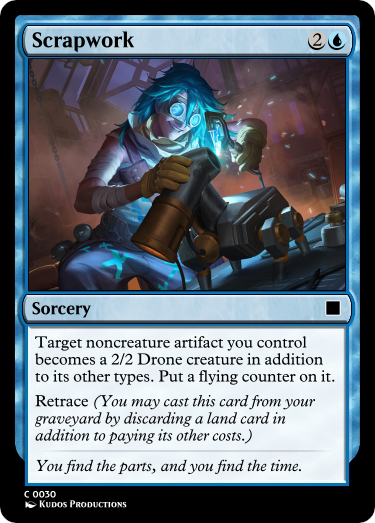 Scrapwork 2
Sorcery
Target noncreature artifact you control
becomes a 2/2 Drone creature in addition
to its other types. Put a flying counter on it.
Retrace (You may cast this card from your
graveyard by discarding a land card in
addition to paying its other costs.)
You find the parts, and you find the time.
C 0030
Kudos Productions